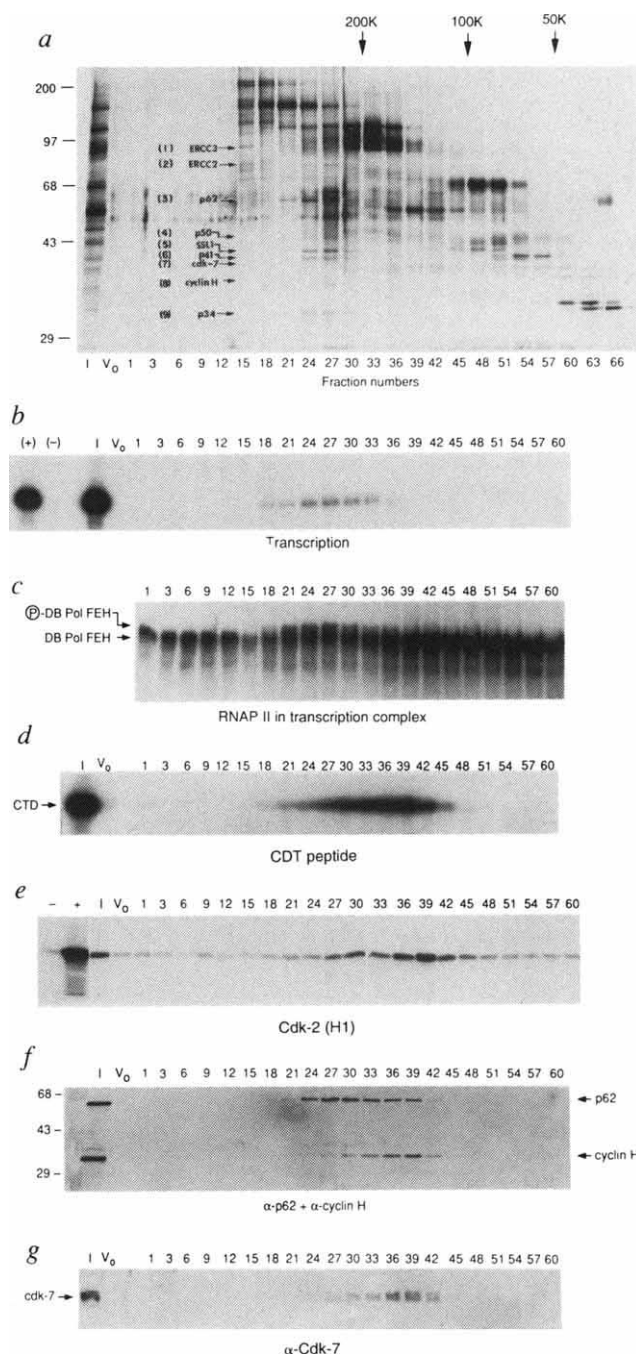 200K 100K 50K
a
200
97
68
43
29
(1) ERCC3
(2) ERCC2
(3) p62
(4) p50
(5) SSL1
(6) p41
(7) cdk-7
(8) cyclin H
(9) p34
I Vo 1 3 6 9 12 15 18 21 24 27 30 33 36 39 42 45 48 51 54 57 60 63 66
Fraction numbers
b
(+) (-) I Vo 1 3 6 9 12 15 18 21 24 27 30 33 36 39 42 45 48 51 54 57 60
Transcription
c
1 3 6 9 12 15 18 21 24 27 30 33 36 39 42 45 48 51 54 57 60
Ⓟ-DB Pol FEH
DB Pol FEH
RNAP II in transcription complex
d
I Vo 1 3 6 9 12 15 18 21 24 27 30 33 36 39 42 45 48 51 54 57 60
CTD
CDT peptide
e
– + I Vo 1 3 6 9 12 15 18 21 24 27 30 33 36 39 42 45 48 51 54 57 60
Cdk-2 (H1)
f
I Vo 1 3 6 9 12 15 18 21 24 27 30 33 36 39 42 45 48 51 54 57 60
68
43
29
p62
cyclin H
α-p62 + α-cyclin H
g
I Vo 1 3 6 9 12 15 18 21 24 27 30 33 36 39 42 45 48 51 54 57 60
cdk-7
α-Cdk-7